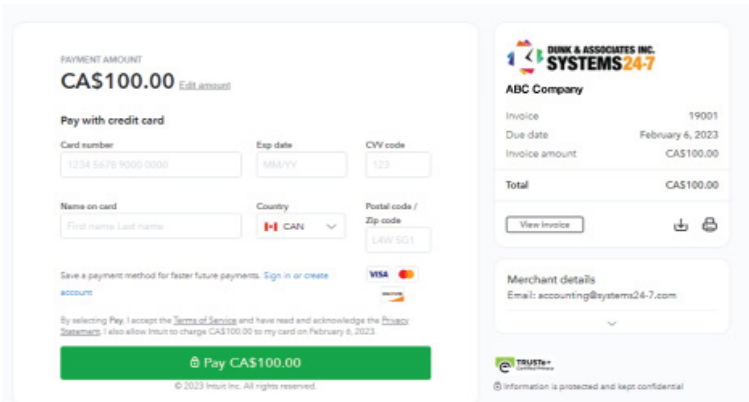 PAYMENT AMOUNT
CA$100.00 Edit amount
Pay with credit card
Card number
Exp date
CVV code
1234 5678 9000 0000
MM/YY
123
Name on card
Country
Postal code /
Zip code
First name Last name
CAN
L4W 5G1
Save a payment method for faster future payments. Sign in or create
account
VISA
By selecting Pay, I accept the Terms of Service and have read and acknowledge the Privacy
Statement. I also allow Intuit to charge CA$100.00 to my card on February 6, 2023.
Pay CA$100.00
© 2023 Intuit Inc. All rights reserved.
DUNK & ASSOCIATES INC.
SYSTEMS24-7
ABC Company
Invoice 19001
Due date February 6, 2023
Invoice amount CA$100.00
Total CA$100.00
View invoice
Merchant details
Email: accounting@systems24-7.com
TRUSTe
Certified Privacy
Information is protected and kept confidential